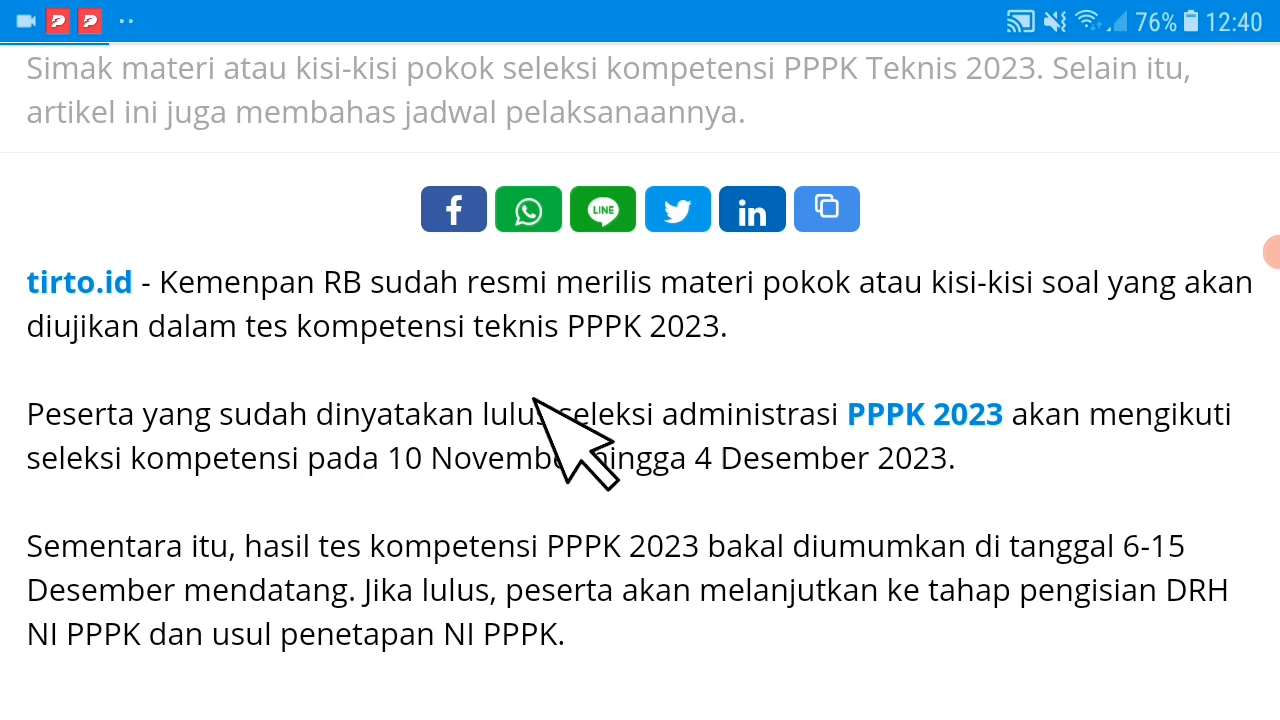 76% 12:40
Simak materi atau kisi-kisi pokok seleksi kompetensi PPPK Teknis 2023. Selain itu,
artikel ini juga membahas jadwal pelaksanaannya.
LINE
tirto.id - Kemenpan RB sudah resmi merilis materi pokok atau kisi-kisi soal yang akan
diujikan dalam tes kompetensi teknis PPPK 2023.
Peserta yang sudah dinyatakan lulus seleksi administrasi PPPK 2023 akan mengikuti
seleksi kompetensi pada 10 November hingga 4 Desember 2023.
Sementara itu, hasil tes kompetensi PPPK 2023 bakal diumumkan di tanggal 6-15
Desember mendatang. Jika lulus, peserta akan melanjutkan ke tahap pengisian DRH
NI PPPK dan usul penetapan NI PPPK.